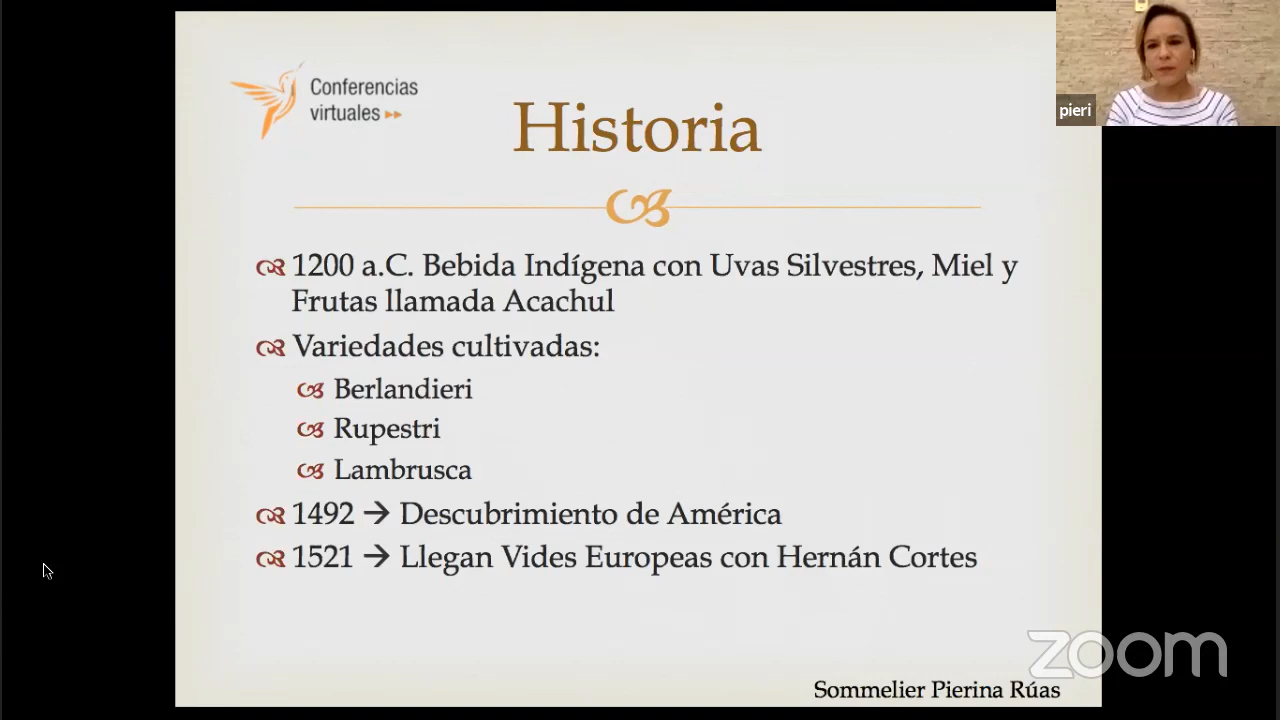 Conferencias
virtuales
Historia
1200 a.C. Bebida Indígena con Uvas Silvestres, Miel y
Frutas llamada Acachul
Variedades cultivadas:
Berlandieri
Rupestri
Lambrusca
1492 → Descubrimiento de América
1521 → Llegan Vides Europeas con Hernán Cortes
Sommelier Pierina Rúas
pieri
zoom